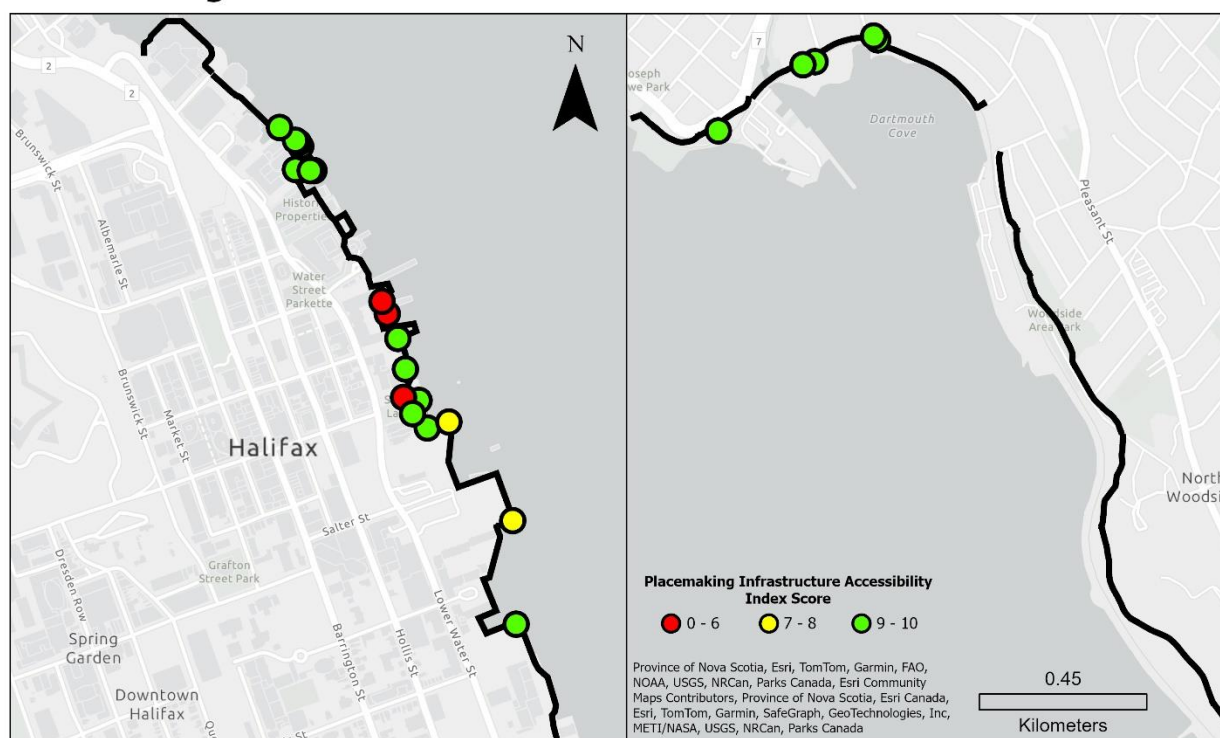 N
2
2
Brunswick St
Albemarle St
Historic
Properties
Water
Street
Parkette
Brunswick St
Market St
Halifax
Salter St
Grafton
Street Park
Dresden Row
Spring
Garden
Downtown
Halifax
Barrington St
Hollis St
Lower Water St
7
Dartmouth
Cove
Pleasant St
Woodside
Area Park
North
Placemaking Infrastructure Accessibility
Index Score
0 - 6
7 - 8
9 - 10
Province of Nova Scotia, Esri, TomTom, Garmin, FAO,
NOAA, USGS, NRCan, Parks Canada, Esri Community
Maps Contributors, Province of Nova Scotia, Esri Canada,
Esri, TomTom, Garmin, SafeGraph, GeoTechnologies, Inc,
METI/NASA, USGS, NRCan, Parks Canada
0.45
Kilometers